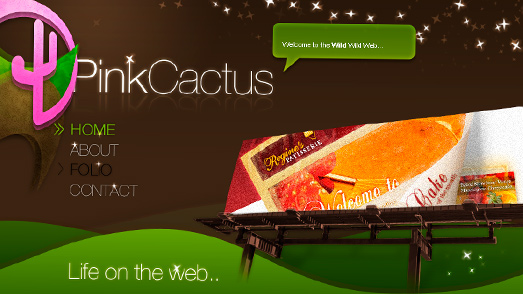 Welcome to the Wild Wild Web...
PinkCactus
HOME
ABOUT
FOLIO
CONTACT
Regine's
PATISSERIE
Welcome to
Cake
Life on the web..